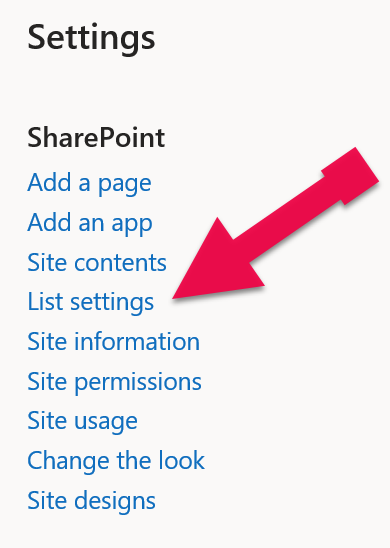 Settings
SharePoint
Add a page
Add an app
Site contents
List settings
Site information
Site permissions
Site usage
Change the look
Site designs